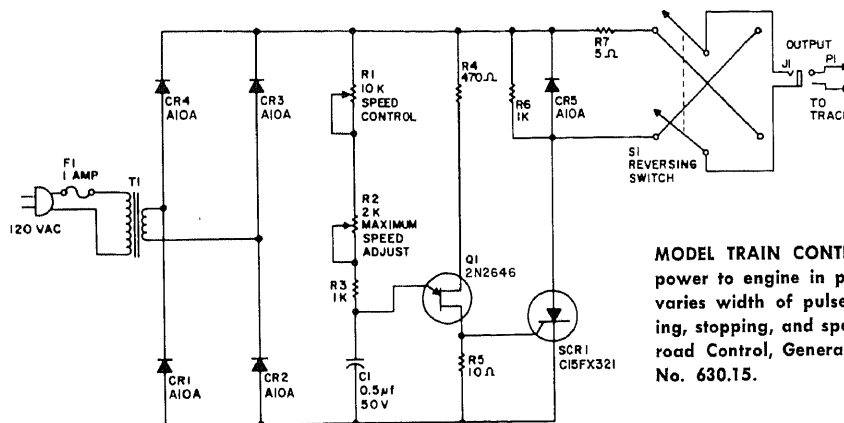 CR4
A10A
CR3
A10A
R1
10K
SPEED
CONTROL
R4
470Ω
R6
1K
CR5
A10A
R7
5Ω
OUTPUT
J1
P1
TO
TRACK
S1
REVERSING
SWITCH
F1
1 AMP
T1
120 VAC
R2
2K
MAXIMUM
SPEED
ADJUST
R3
1K
Q1
2N2646
CR1
A10A
CR2
A10A
C1
0.5μf
50V
R5
10Ω
SCR1
C15FX321
MODEL TRAIN CONT
power to engine in p
varies width of pulse
ing, stopping, and spe
road Control, Genera
No. 630.15.